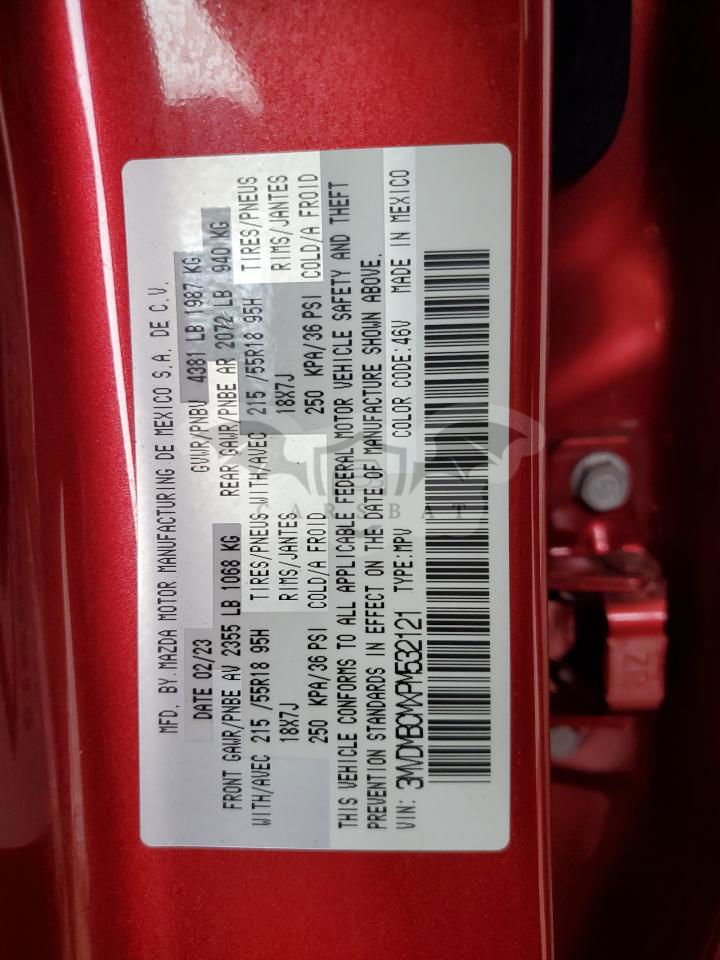 MFD. BY MAZDA MOTOR MANUFACTURING DE MEXICO S.A. DE C.V.
DATE 02/23 GVWR/PNBV 4381 LB 1987 KG
FRONT GAWR/PNBE AV 2355 LB 1068 KG REAR GAWR/PNBE AR 2072 LB 940 KG
WITH/AVEC 215 /55R18 95H TIRES/PNEUS WITH/AVEC 215 /55R18 95H TIRES/PNEUS
18X7J RIMS/JANTES 18X7J RIMS/JANTES
250 KPA/36 PSI COLD/A FROID 250 KPA/36 PSI COLD/A FROID
THIS VEHICLE CONFORMS TO ALL APPLICABLE FEDERAL MOTOR VEHICLE SAFETY AND THEFT
PREVENTION STANDARDS IN EFFECT ON THE DATE OF MANUFACTURE SHOWN ABOVE.
VIN: 3MVDMBCMXPM532121 TYPE:MPV COLOR CODE:46V MADE IN MEXICO
CARSBAT